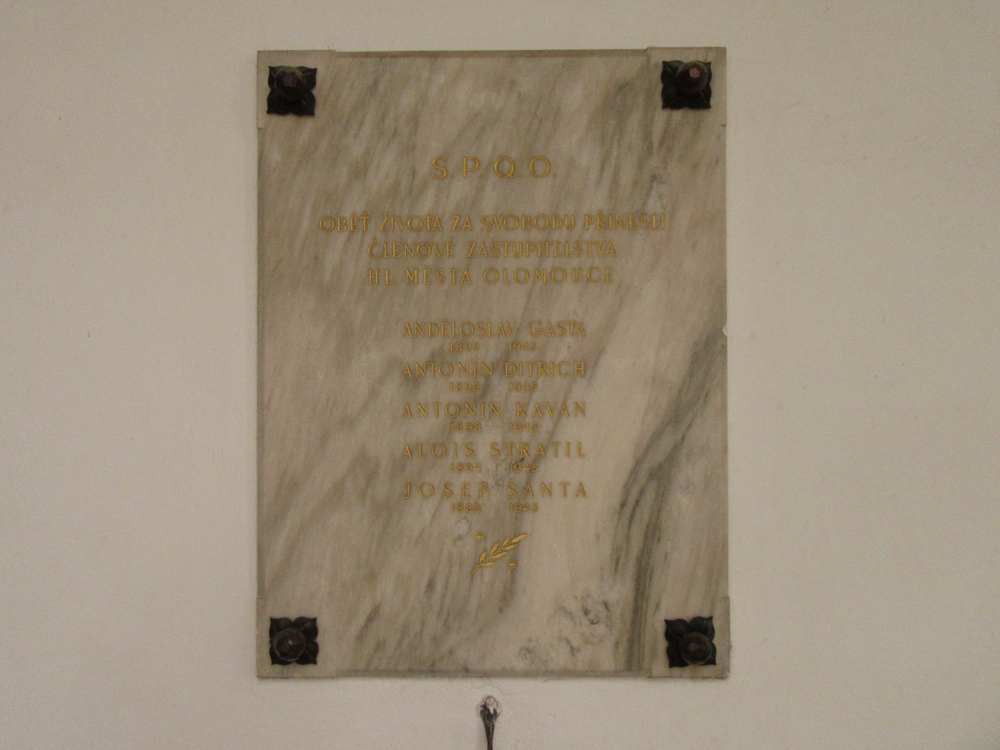 S.P.Q.O.
OBĚŤ ŽIVOTA ZA SVOBODU PŘINESLI
ČLENOVÉ ZASTUPITELSTVA
HL. MĚSTA OLOMOUCE
ANDĚLOSLAV GASTA
ANTONÍN DITRICH
ANTONÍN KAVAN
ALOIS STRATIL
JOSEF ŠANTA